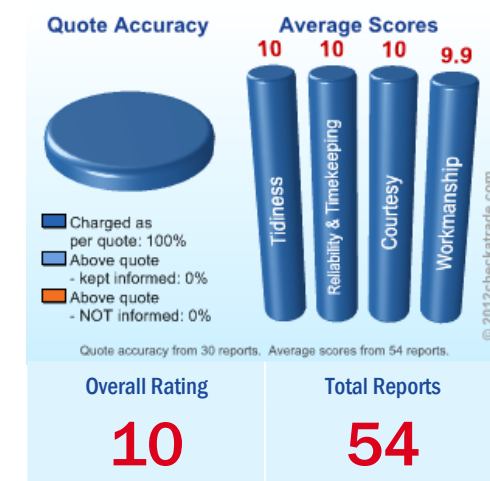 Quote Accuracy
Average Scores
10
10
10
9.9
Tidiness
Reliability & Timekeeping
Courtesy
Workmanship
Charged as
per quote: 100%
Above quote
- kept informed: 0%
Above quote
- NOT informed: 0%
© 2012checkatrade.com
Quote accuracy from 30 reports. Average scores from 54 reports.
Overall Rating
Total Reports
10
54